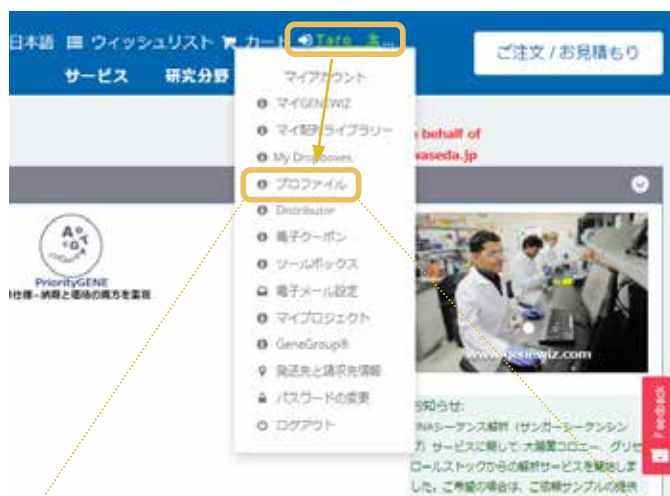 日本語 ウィッシュリスト カート Taro 太...
ご注文 / お見積もり
サービス 研究分野
マイアカウント
マイGENEWIZ
マイ配列ライブラリー
behalf of
My Dropboxes
waseda.jp
プロファイル
Distributor
電子クーポン
ツールボックス
電子メール設定
マイプロジェクト
GeneGroup®
発送先と請求先情報
パスワードの変更
ログアウト
PriorityGENE
仕様-納期と価格の両方を重視
www.genewiz.com
Feedback
お知らせ:
DNAシーケンス解析（サンガーシーケンシン
グ）サービスに関して 大腸菌コロニー、グリセ
ロールストックからの解析サービスを開始しま
した。ご希望の場合は、ご依頼サンプルの提供